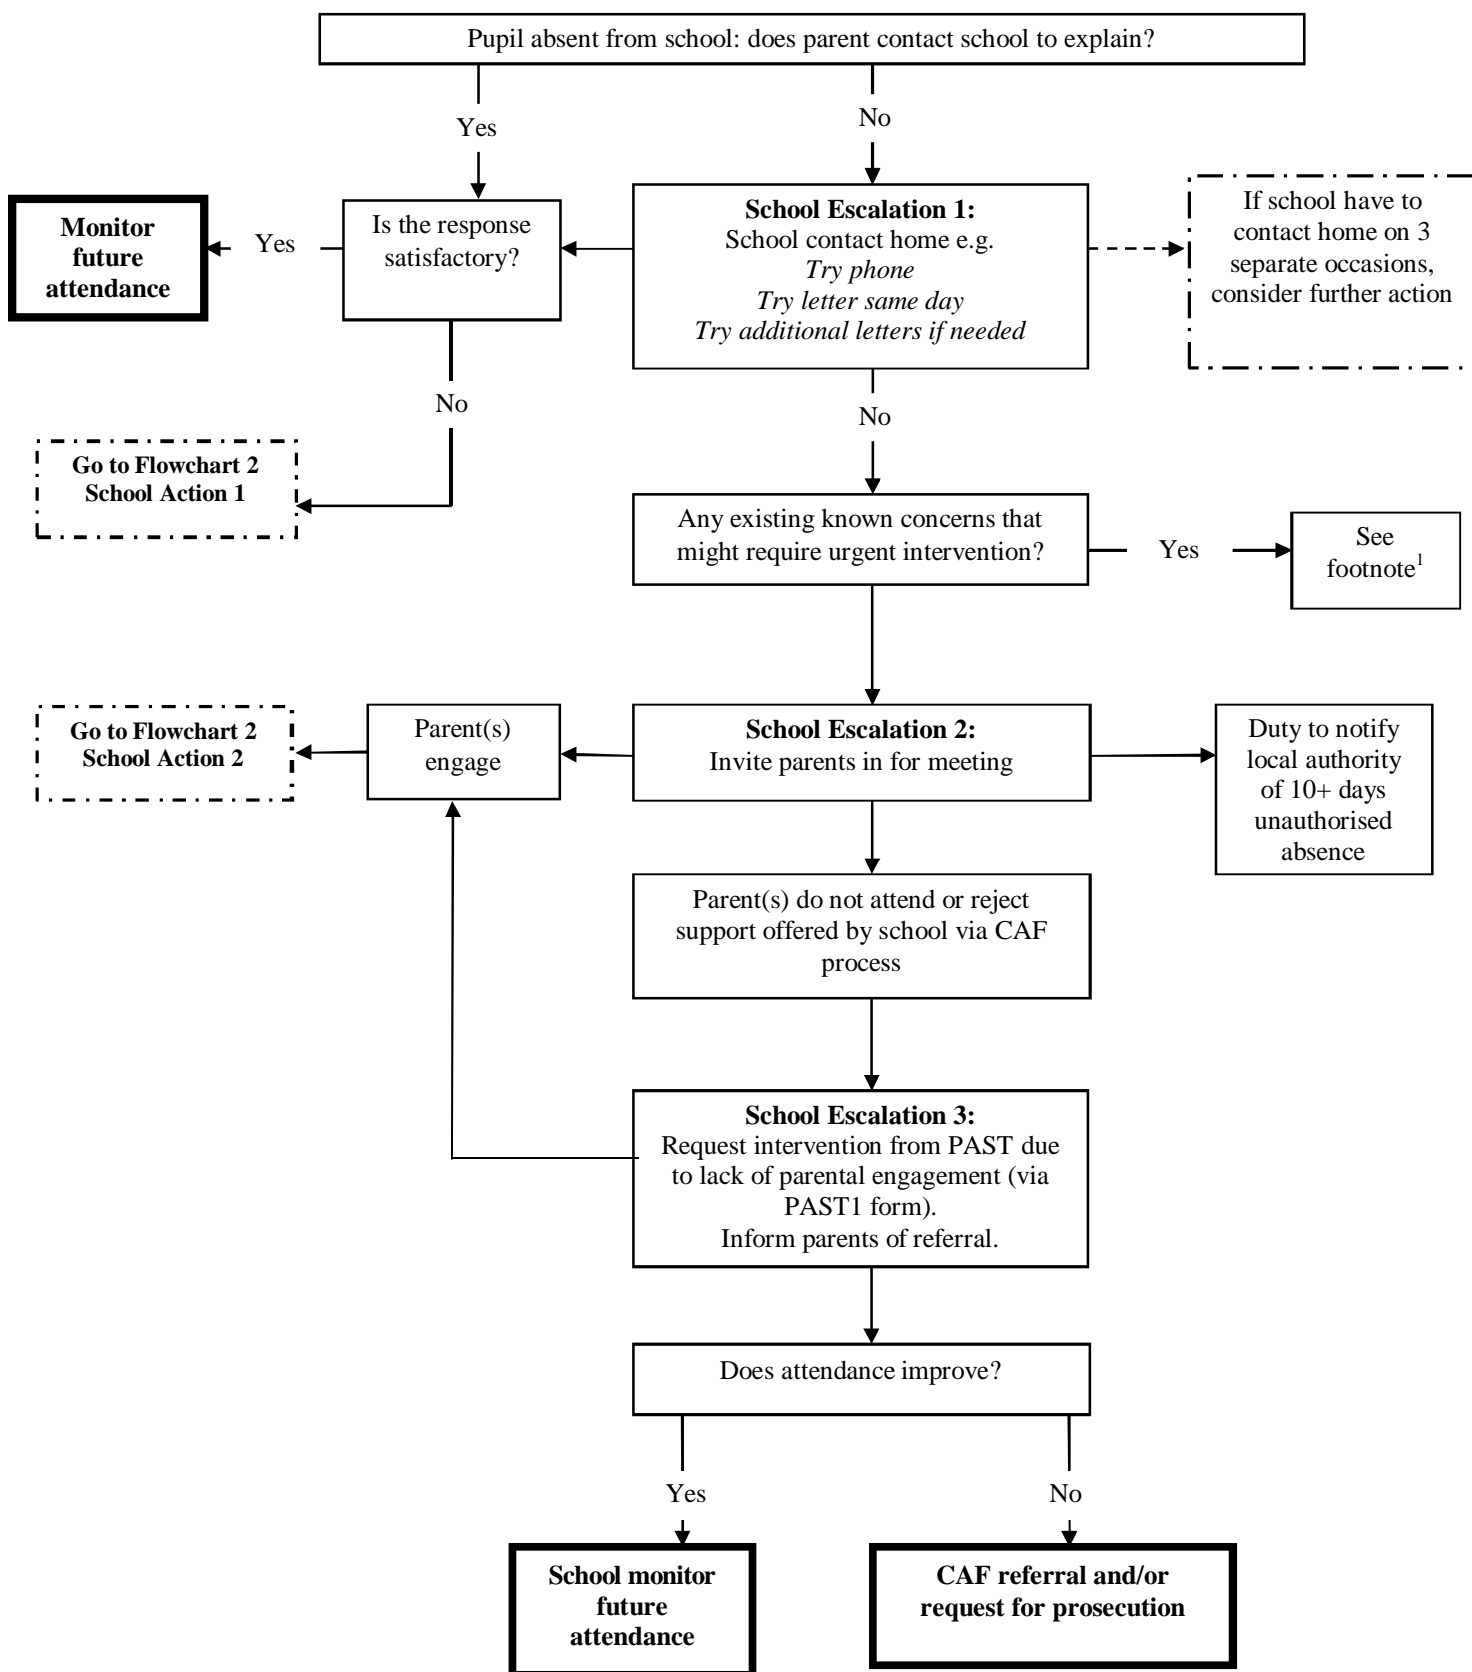 Pupil absent from school: does parent contact school to explain?
Yes
No
Monitor
future
attendance
Yes
Is the response
satisfactory?
School Escalation 1:
School contact home e.g.
Try phone
Try letter same day
Try additional letters if needed
If school have to
contact home on 3
separate occasions,
consider further action
No
No
Go to Flowchart 2
School Action 1
Any existing known concerns that
might require urgent intervention?
Yes
See
footnote¹
Go to Flowchart 2
School Action 2
Parent(s)
engage
School Escalation 2:
Invite parents in for meeting
Duty to notify
local authority
of 10+ days
unauthorised
absence
Parent(s) do not attend or reject
support offered by school via CAF
process
School Escalation 3:
Request intervention from PAST due
to lack of parental engagement (via
PAST1 form).
Inform parents of referral.
Does attendance improve?
Yes
No
School monitor
future
attendance
CAF referral and/or
request for prosecution